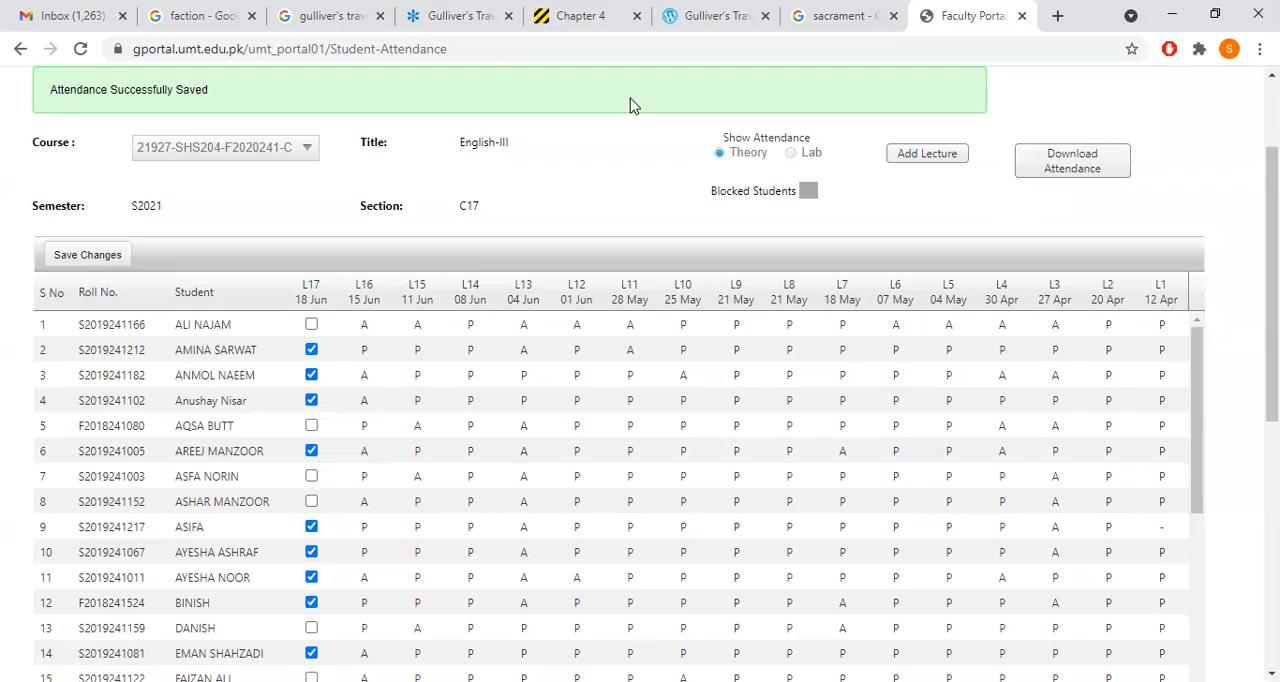 Inbox (1,263)
faction - Goo
gulliver's trav
Gulliver's Trav
Chapter 4
Gulliver's Trav
sacrament - G
Faculty Portal
gportal.umt.edu.pk/umt_portal01/Student-Attendance
S
Attendance Successfully Saved
Course : 21927-SHS204-F2020241-C Title: English-III
Show Attendance
Theory Lab
Add Lecture
Download Attendance
Blocked Students
Semester: S2021 Section: C17
Save Changes
S No Roll No. Student L17 L16 L15 L14 L13 L12 L11 L10 L9 L8 L7 L6 L5 L4 L3 L2 L1
18 Jun 15 Jun 11 Jun 08 Jun 04 Jun 01 Jun 28 May 25 May 21 May 21 May 18 May 07 May 04 May 30 Apr 27 Apr 20 Apr 12 Apr
1 S2019241166 ALI NAJAM A A P A A A P P P P A A A A P P
2 S2019241212 AMINA SARWAT P P P A P A P P P P P P P P P P
3 S2019241182 ANMOL NAEEM A P P P P P A P P P P P A A P P
4 S2019241102 Anushay Nisar A P P P P P P P P P P P P P P P
5 F2018241080 AQSA BUTT P A P A P P P P P P P P A A P P
6 S2019241005 AREEJ MANZOOR A P P A P P P P P A P P A P P P
7 S2019241003 ASFA NORIN P A P P P P P P P P P P P A P P
8 S2019241152 ASHAR MANZOOR A P P A P P P P P P P P P P P P
9 S2019241217 ASIFA P P P A P P P P P P P P P A P -
10 S2019241067 AYESHA ASHRAF P P P A P P P P P P P P P P P P
11 S2019241011 AYESHA NOOR A P P A A P P P P P P P A P P P
12 F2018241524 BINISH P P P A P P P P P A P P P A P P
13 S2019241159 DANISH P A P P P P P P P A P P P P P P
14 S2019241081 EMAN SHAHZADI A P P P P P P P P P P P P P P P
15 S2019241122 FAIZAN ALI P A P P P P A P P P P P P P P P